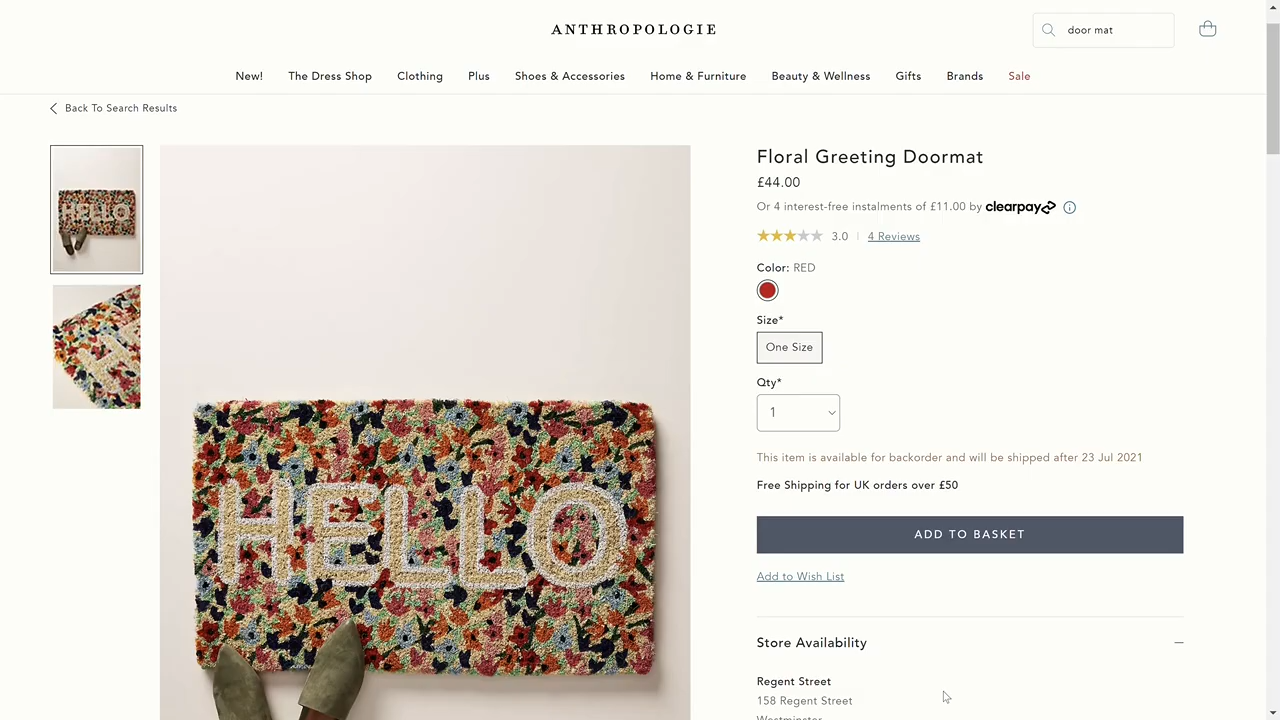 ANTHROPOLOGIE
door mat
New! The Dress Shop Clothing Plus Shoes & Accessories Home & Furniture Beauty & Wellness Gifts Brands Sale
Back To Search Results
HELLO
Floral Greeting Doormat
£44.00
Or 4 interest-free instalments of £11.00 by clearpay
3.0 4 Reviews
Color: RED
Size*
One Size
Qty*
1
This item is available for backorder and will be shipped after 23 Jul 2021
Free Shipping for UK orders over £50
ADD TO BASKET
Add to Wish List
Store Availability
Regent Street
158 Regent Street
Westminster
HELLO